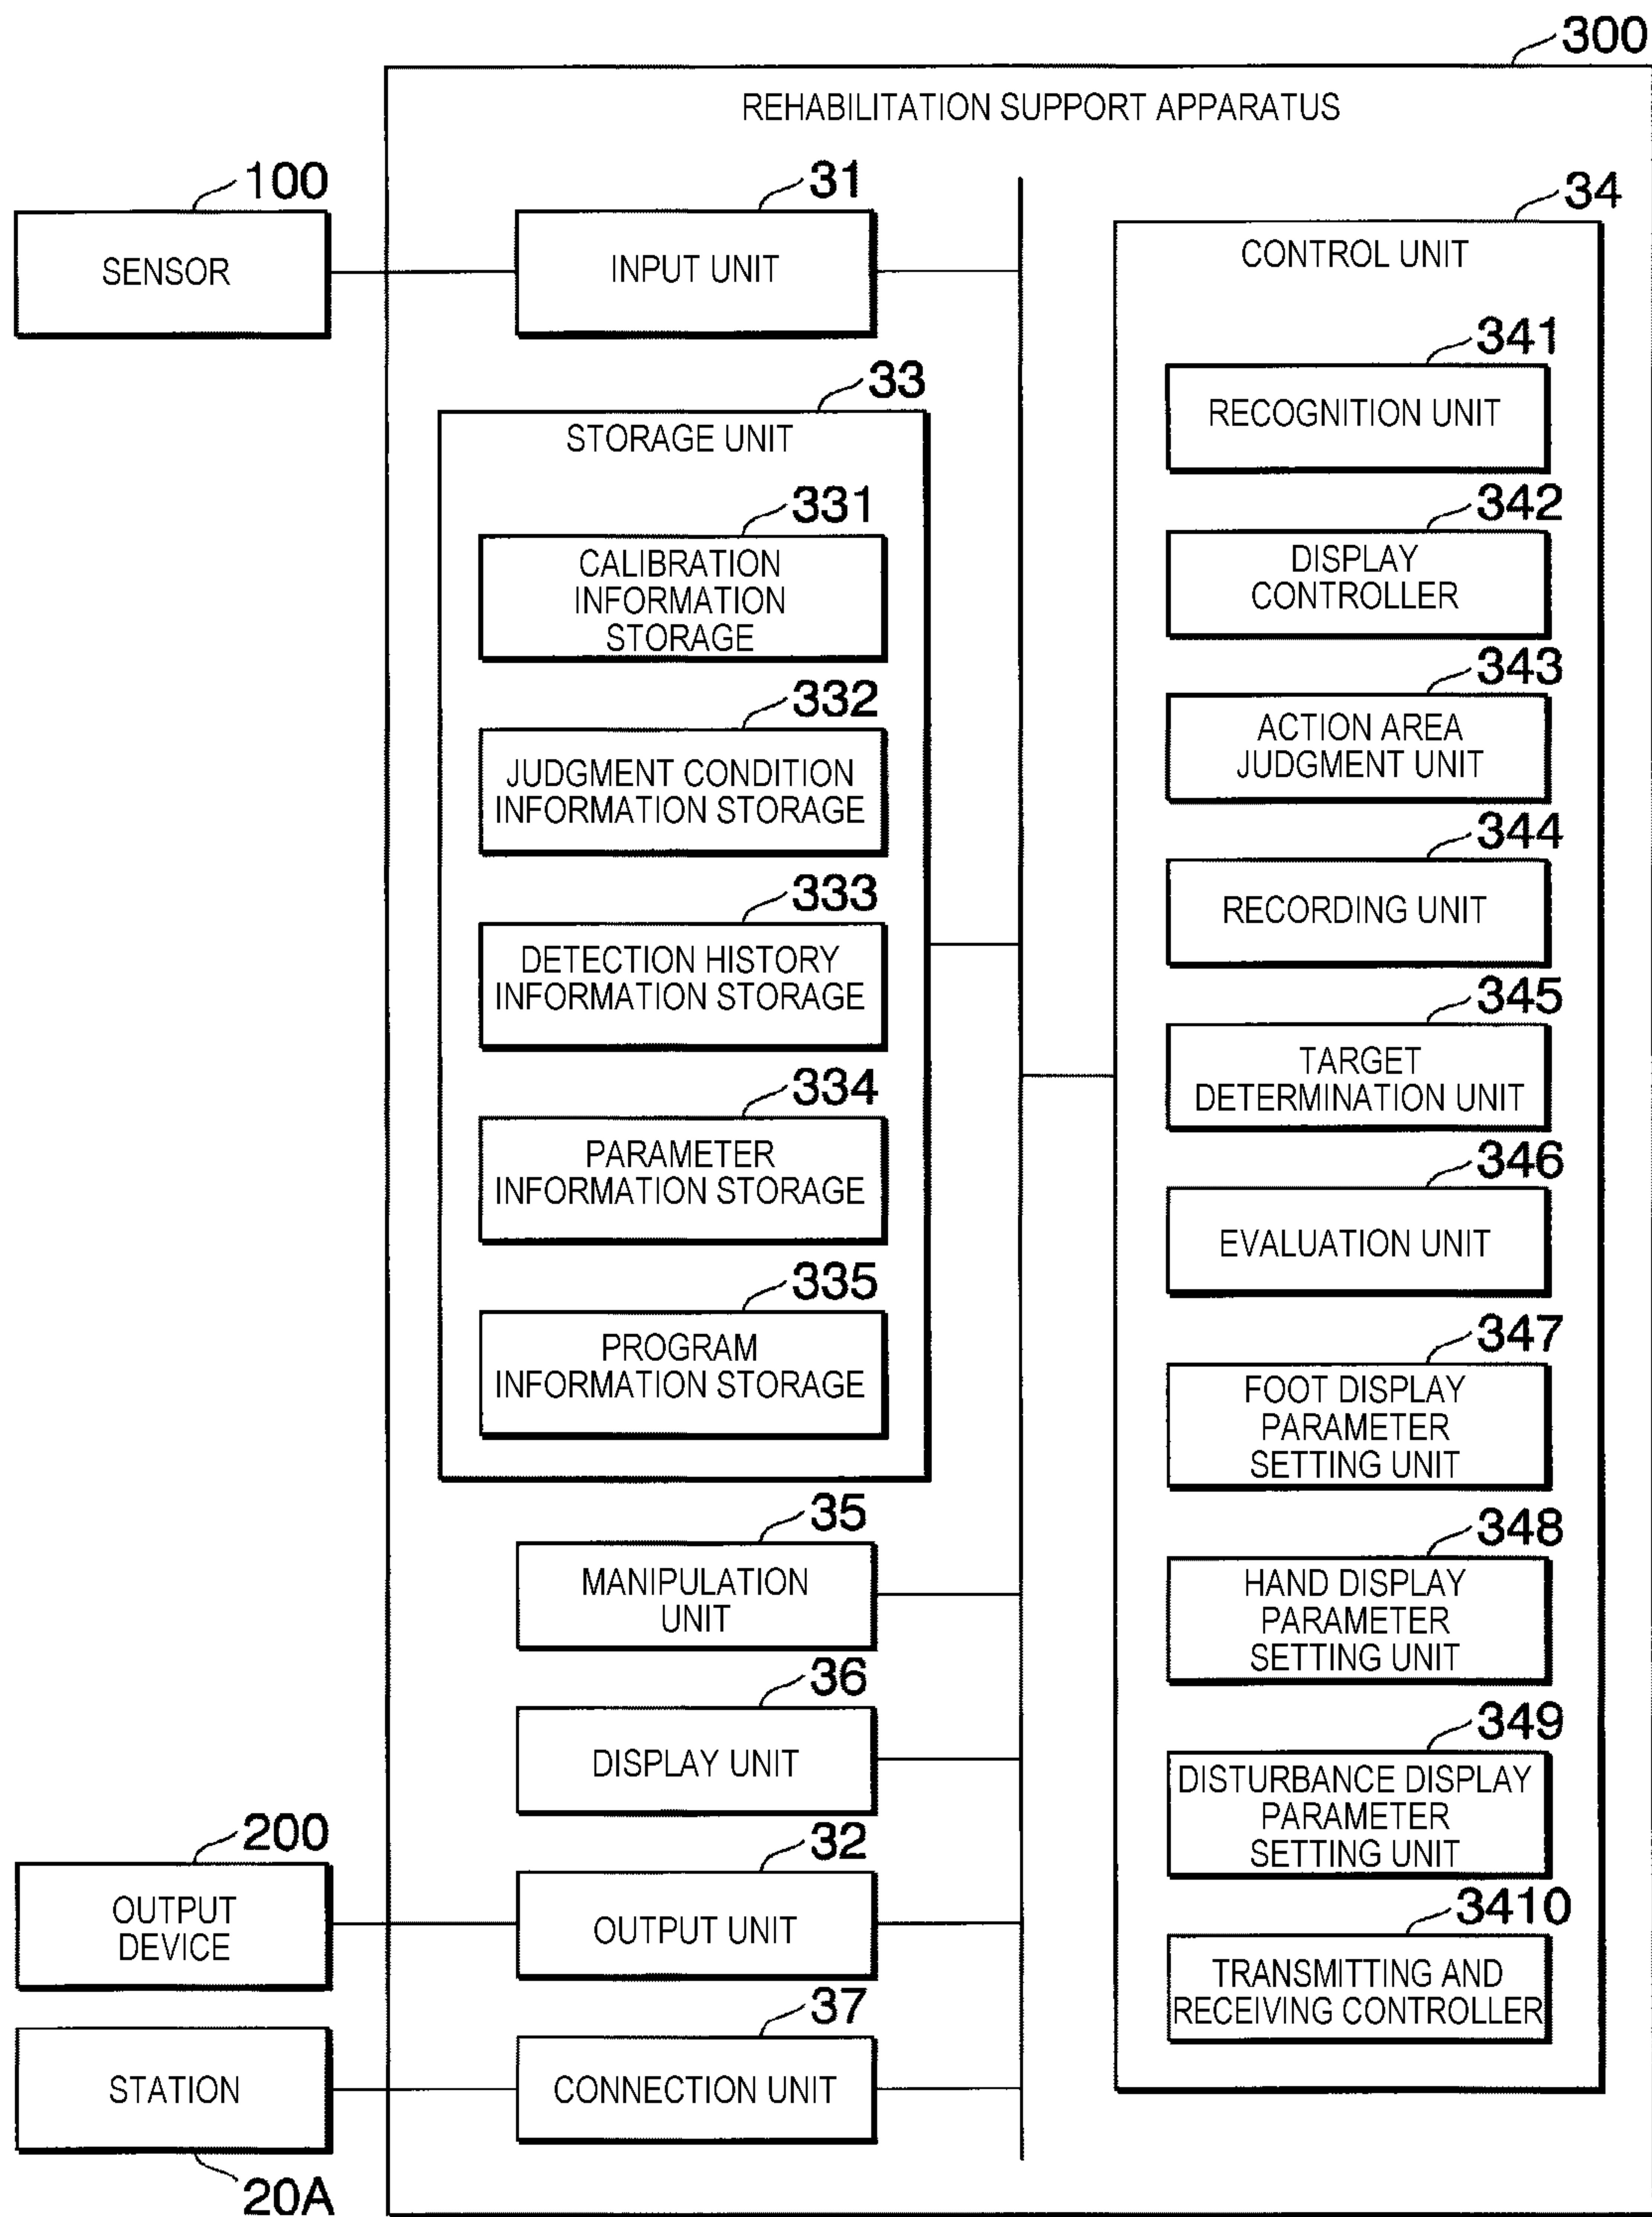 300
REHABILITATION SUPPORT APPARATUS
100
SENSOR
31
INPUT UNIT
33
STORAGE UNIT
331
CALIBRATION
INFORMATION
STORAGE
332
JUDGMENT CONDITION
INFORMATION STORAGE
333
DETECTION HISTORY
INFORMATION STORAGE
334
PARAMETER
INFORMATION STORAGE
335
PROGRAM
INFORMATION STORAGE
35
MANIPULATION
UNIT
36
DISPLAY UNIT
200
OUTPUT
DEVICE
32
OUTPUT UNIT
STATION
20A
37
CONNECTION UNIT
34
CONTROL UNIT
341
RECOGNITION UNIT
342
DISPLAY
CONTROLLER
343
ACTION AREA
JUDGMENT UNIT
344
RECORDING UNIT
345
TARGET
DETERMINATION UNIT
346
EVALUATION UNIT
347
FOOT DISPLAY
PARAMETER
SETTING UNIT
348
HAND DISPLAY
PARAMETER
SETTING UNIT
349
DISTURBANCE DISPLAY
PARAMETER
SETTING UNIT
3410
TRANSMITTING AND
RECEIVING CONTROLLER